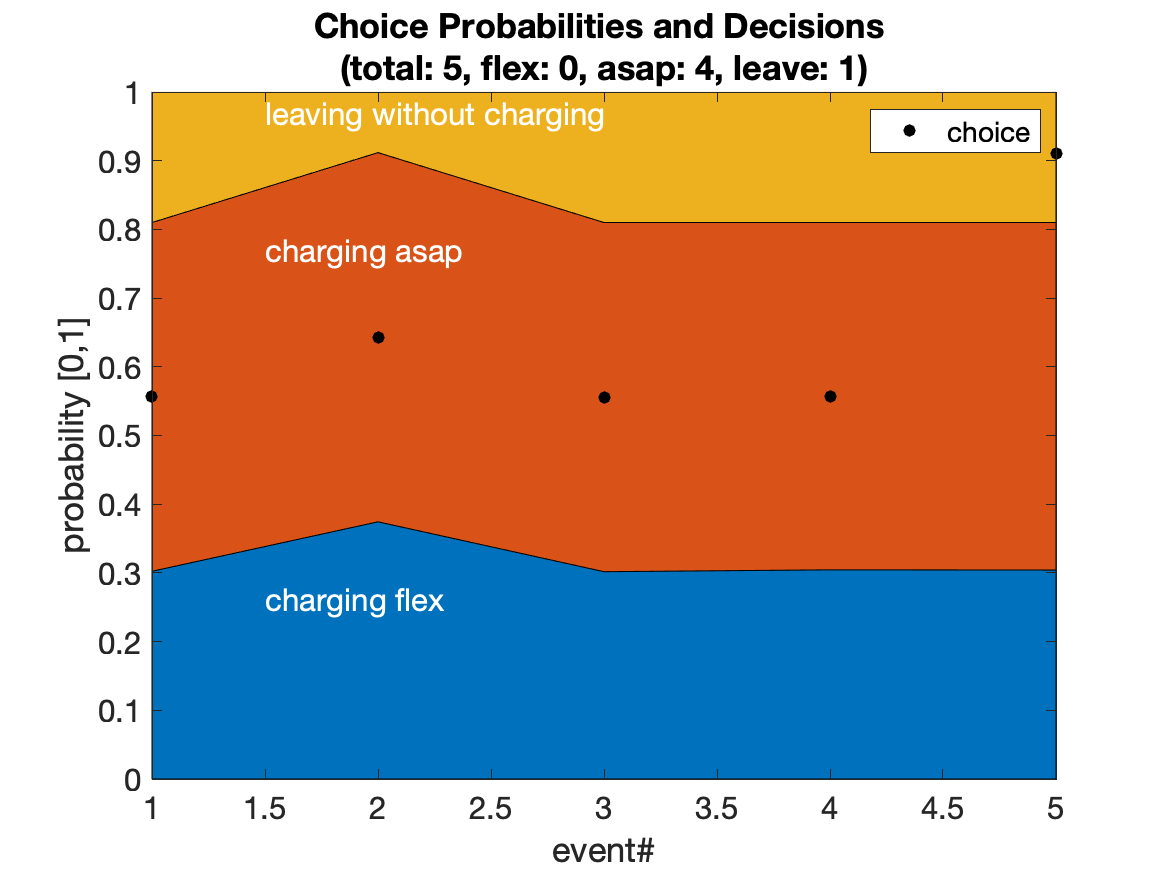 Choice Probabilities and Decisions
(total: 5, flex: 0, asap: 4, leave: 1)
1
leaving without charging
choice
0.9
0.8
charging asap
0.7
0.6
probability [0,1]
0.5
0.4
0.3
charging flex
0.2
0.1
0
1 1.5 2 2.5 3 3.5 4 4.5 5
event#